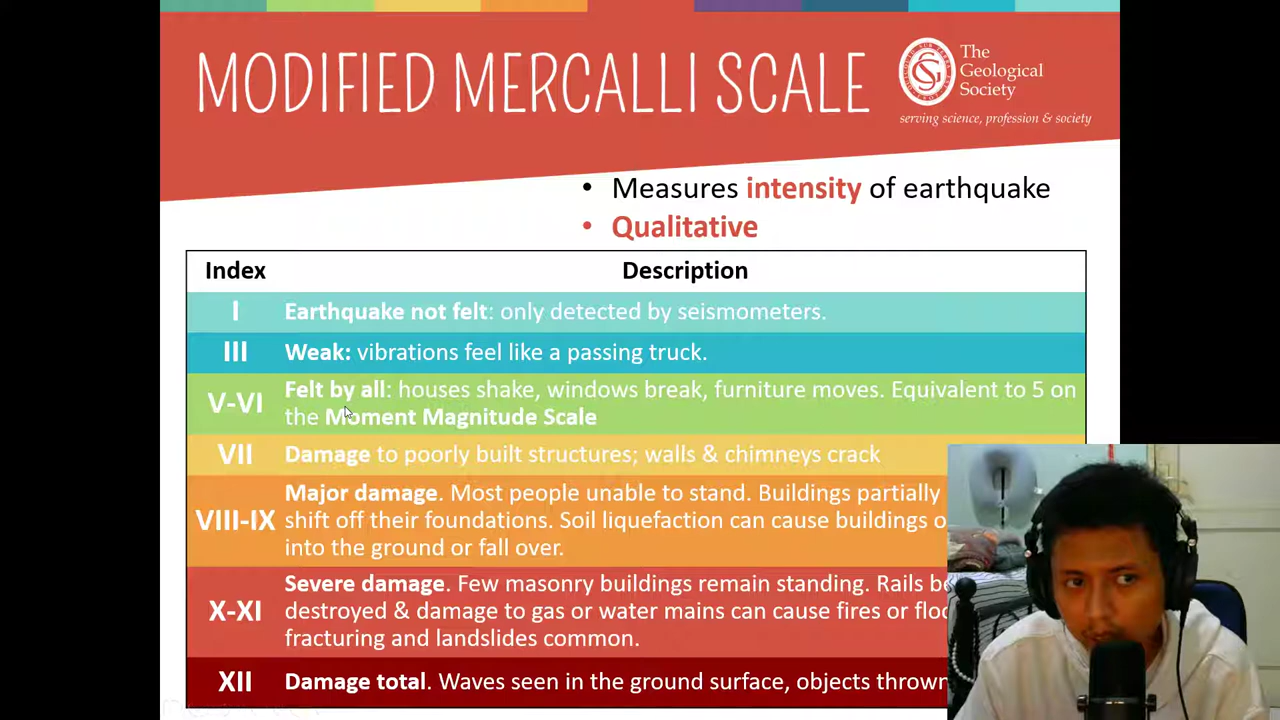 MODIFIED MERCALLI SCALE
The
Geological
Society
serving science, profession & society
• Measures intensity of earthquake
• Qualitative
Index Description
I Earthquake not felt: only detected by seismometers.
III Weak: vibrations feel like a passing truck.
V-VI Felt by all: houses shake, windows break, furniture moves. Equivalent to 5 on
the Moment Magnitude Scale
VII Damage to poorly built structures; walls & chimneys crack
VIII-IX Major damage. Most people unable to stand. Buildings partially
shift off their foundations. Soil liquefaction can cause buildings
into the ground or fall over.
X-XI Severe damage. Few masonry buildings remain standing. Rails
destroyed & damage to gas or water mains can cause fires or
fracturing and landslides common.
XII Damage total. Waves seen in the ground surface, objects thrown